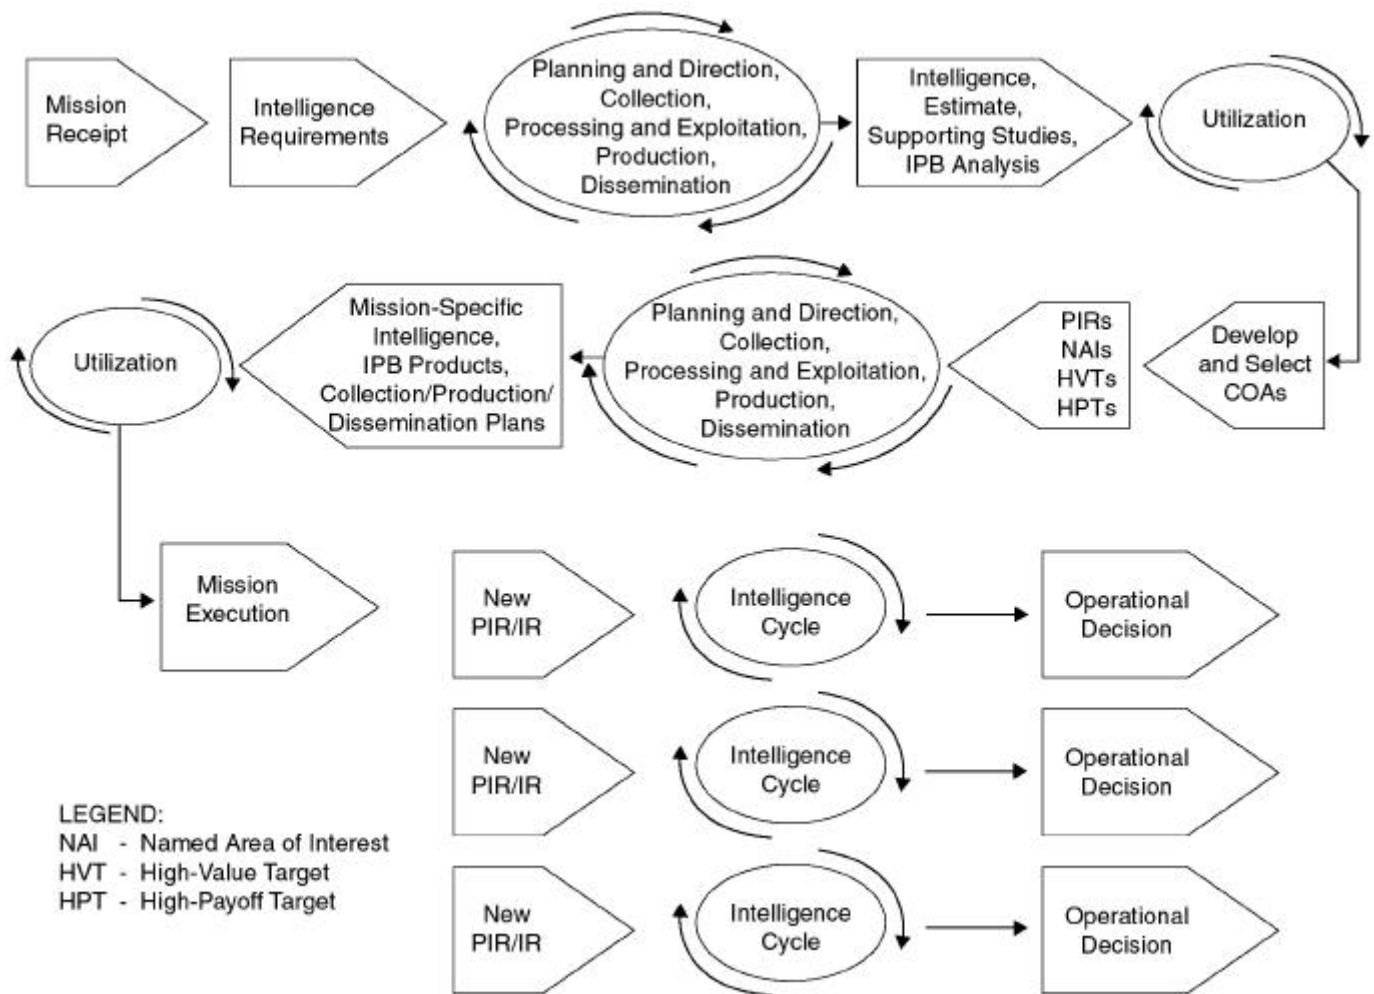 Mission
Receipt
Intelligence
Requirements
Planning and Direction,
Collection,
Processing and Exploitation,
Production,
Dissemination
Intelligence,
Estimate,
Supporting Studies,
IPB Analysis
Utilization
Utilization
Mission-Specific
Intelligence,
IPB Products,
Collection/Production/
Dissemination Plans
Planning and Direction,
Collection,
Processing and Exploitation,
Production,
Dissemination
PIRs
NAIs
HVTs
HPTs
Develop
and Select
COAs
Mission
Execution
New
PIR/IR
Intelligence
Cycle
Operational
Decision
New
PIR/IR
Intelligence
Cycle
Operational
Decision
LEGEND:
NAI - Named Area of Interest
HVT - High-Value Target
HPT - High-Payoff Target
New
PIR/IR
Intelligence
Cycle
Operational
Decision